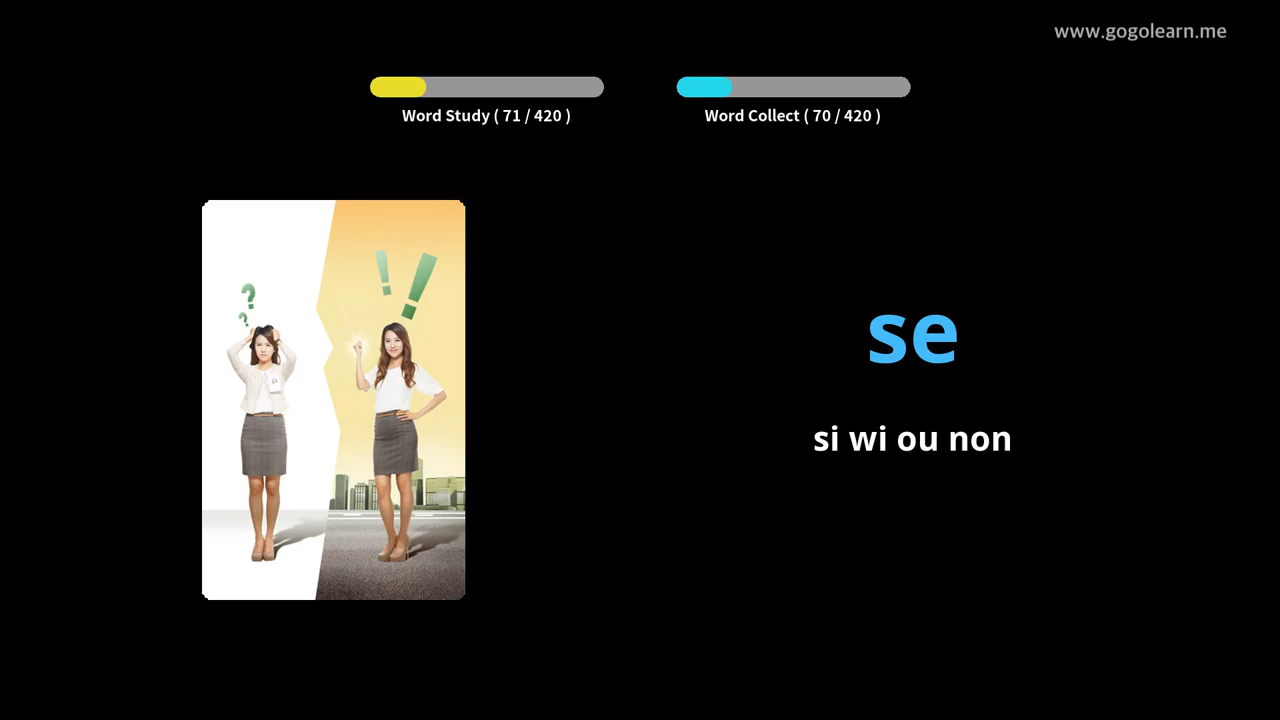 www.gogolearn.me
Word Study ( 71 / 420 )
Word Collect ( 70 / 420 )
? ?
! !
se
si wi ou non